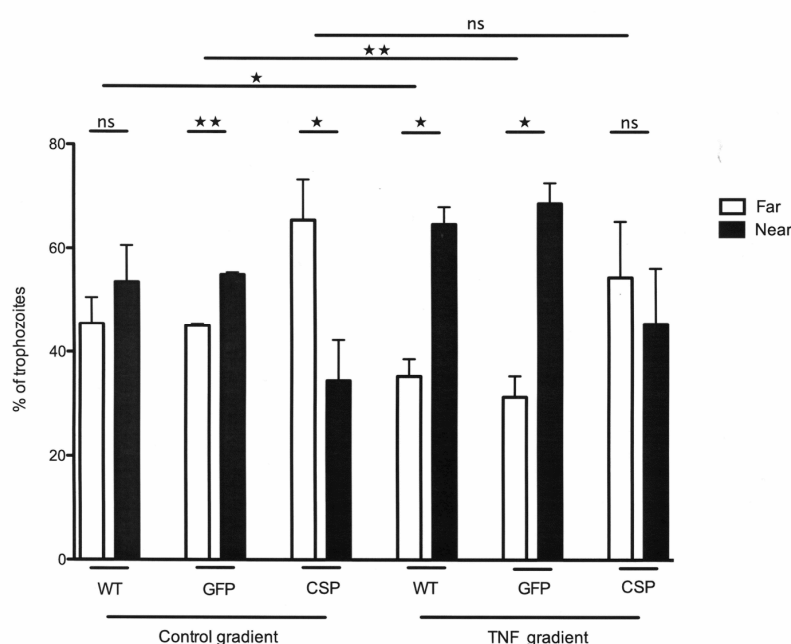 ns
★★
★
ns
★★
★
★
★
ns
80
60
40
20
0
% of trophozoites
Far
Near
WT
GFP
CSP
WT
GFP
CSP
Control gradient
TNF gradient